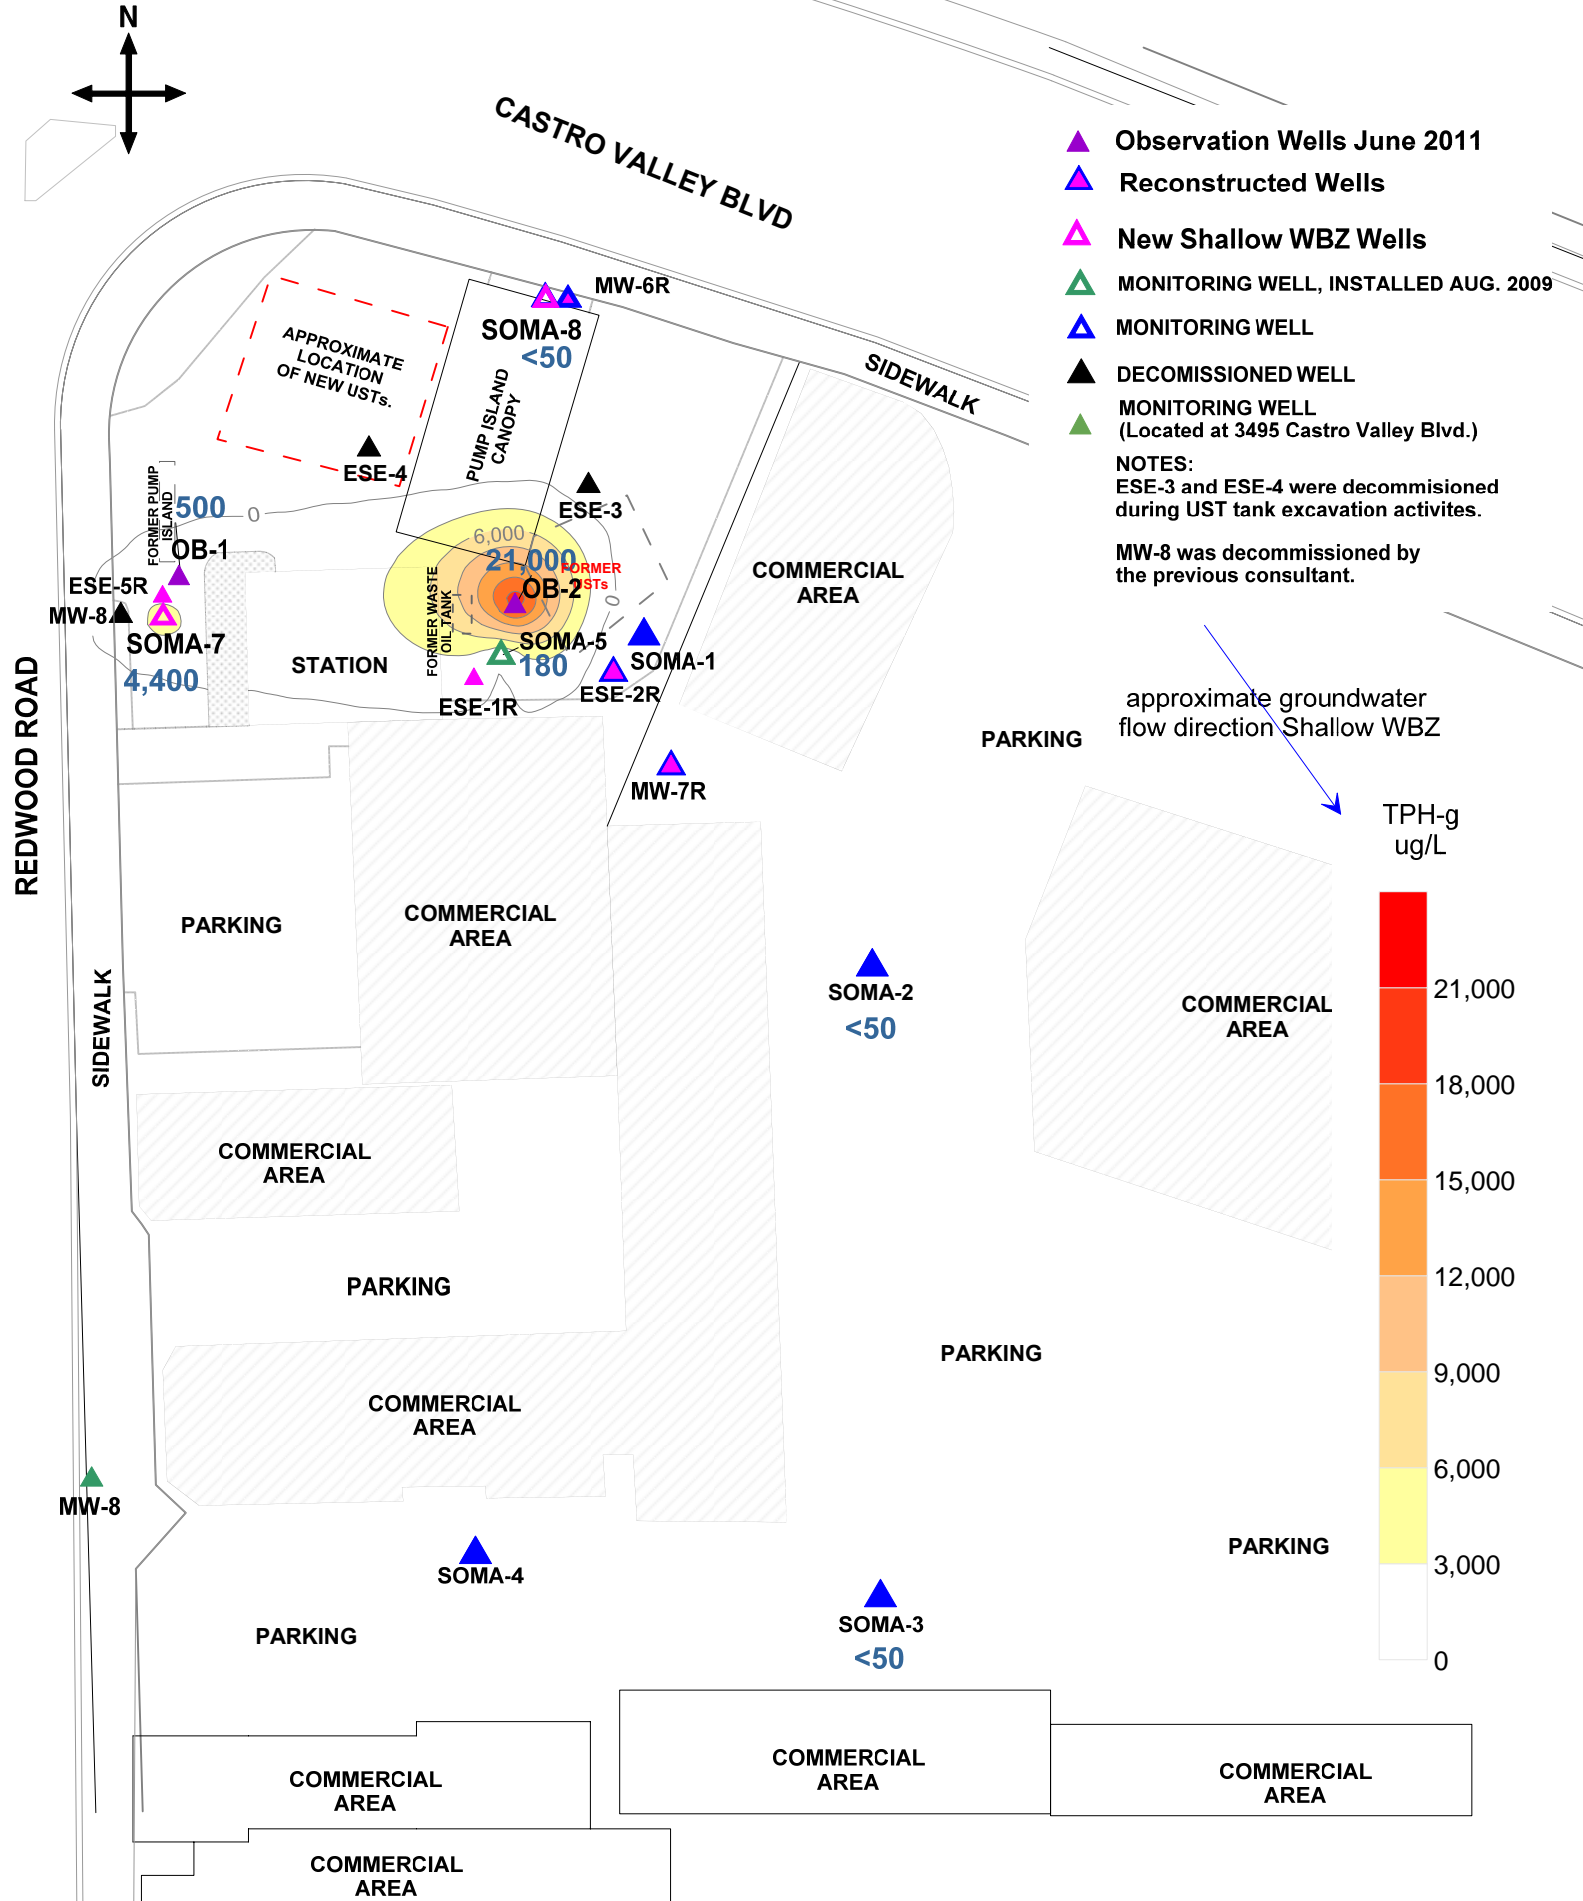 N
CASTRO VALLEY BLVD
Observation Wells June 2011
Reconstructed Wells
New Shallow WBZ Wells
MONITORING WELL, INSTALLED AUG. 2009
MONITORING WELL
DECOMISSIONED WELL
MONITORING WELL
(Located at 3495 Castro Valley Blvd.)
NOTES:
ESE-3 and ESE-4 were decommisioned
during UST tank excavation activites.
MW-8 was decommissioned by
the previous consultant.
approximate groundwater
flow direction Shallow WBZ
MW-6R
SOMA-8
<50
SIDEWALK
APPROXIMATE
LOCATION
OF NEW USTs.
PUMP ISLAND
CANOPY
ESE-4
ESE-3
FORMER PUMP
ISLAND
500
0
OB-1
6,000
21,000
FORMER
USTs
OB-2
0
COMMERCIAL
AREA
ESE-5R
MW-8
SOMA-7
4,400
STATION
FORMER WASTE
OIL TANK
SOMA-5
180
SOMA-1
ESE-2R
ESE-1R
MW-7R
PARKING
REDWOOD ROAD
TPH-g
ug/L
21,000
18,000
15,000
12,000
9,000
6,000
3,000
0
PARKING
COMMERCIAL
AREA
SOMA-2
<50
COMMERCIAL
AREA
SIDEWALK
COMMERCIAL
AREA
PARKING
PARKING
COMMERCIAL
AREA
MW-8
SOMA-4
PARKING
SOMA-3
<50
PARKING
COMMERCIAL
AREA
COMMERCIAL
AREA
COMMERCIAL
AREA
COMMERCIAL
AREA